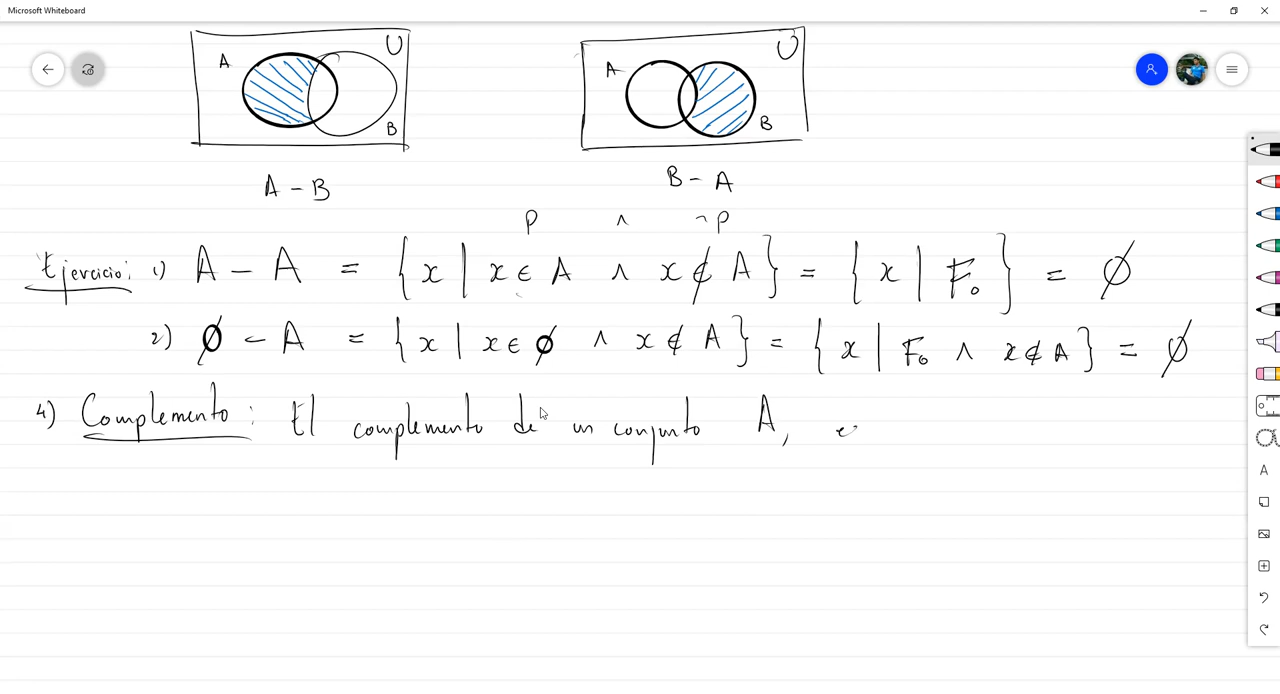 Microsoft Whiteboard
A U B
A U B
A - B
B - A
p ∧ ¬p
Ejercicio: 1) A - A = { x | x ∈ A ∧ x ∉ A } = { x | F₀ } = ∅
2) ∅ - A = { x | x ∈ ∅ ∧ x ∉ A } = { x | F₀ ∧ x ∉ A } = ∅
4) Complemento: El complemento de un conjunto A, e
A